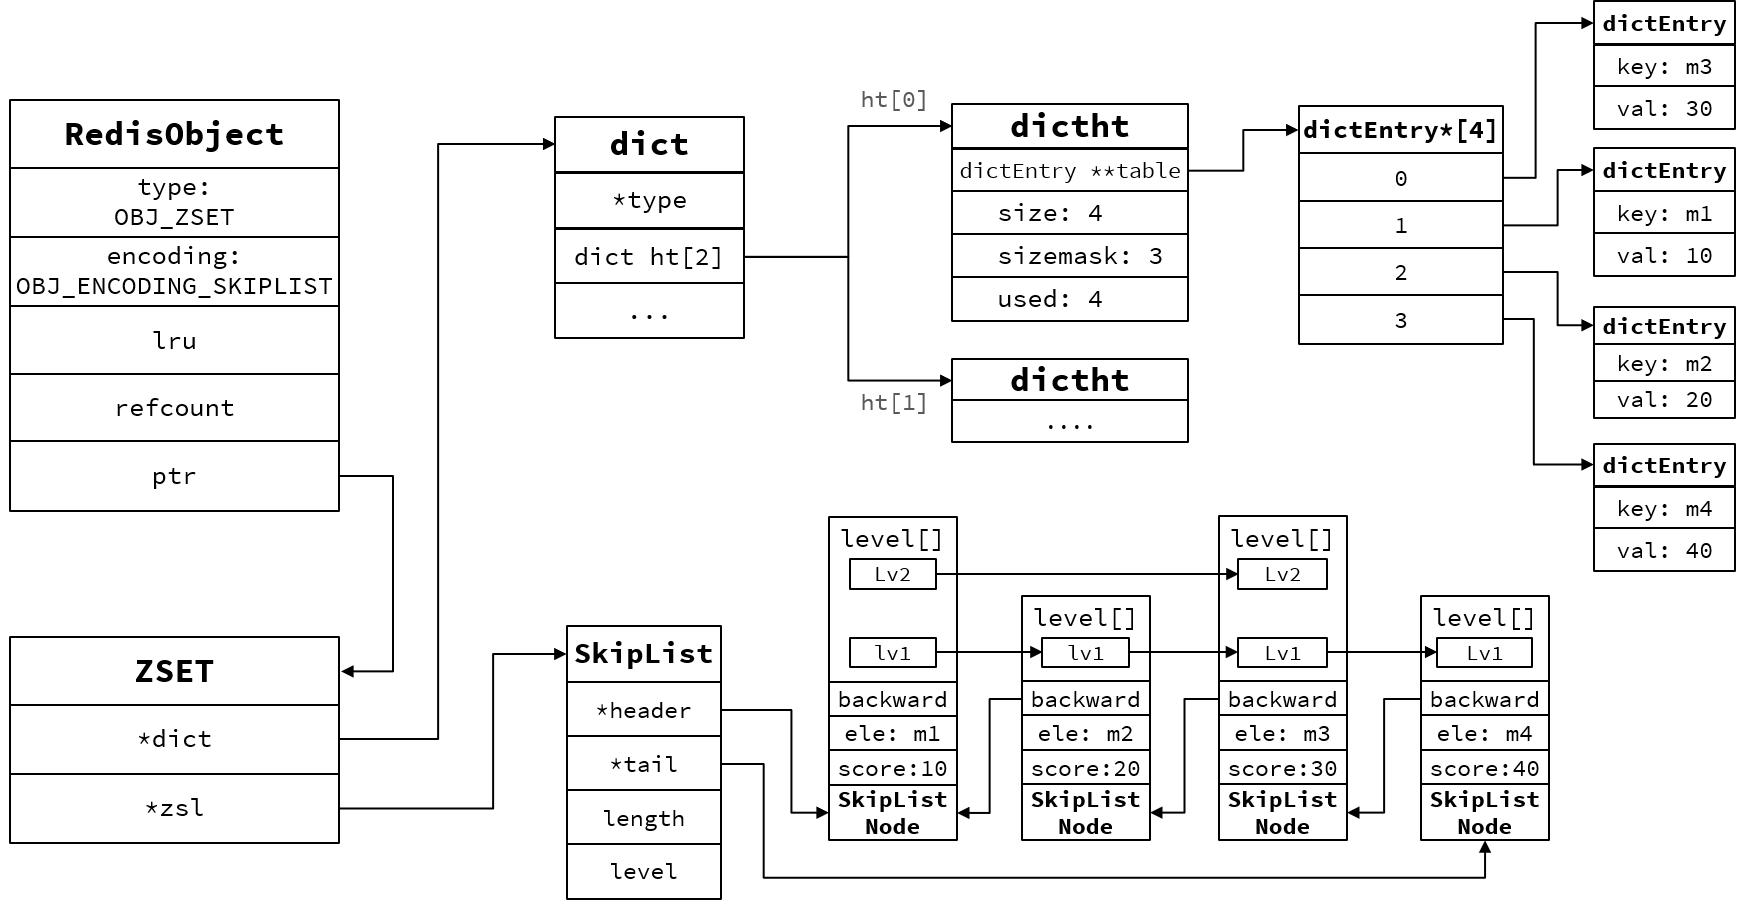 RedisObject
type:
OBJ_ZSET
encoding:
OBJ_ENCODING_SKIPLIST
lru
refcount
ptr
ZSET
*dict
*zsl
dict
*type
dict ht[2]
...
ht[0]
ht[1]
dictht
dictEntry **table
size: 4
sizemask: 3
used: 4
dictht
....
dictEntry*[4]
0
1
2
3
dictEntry
key: m3
val: 30
dictEntry
key: m1
val: 10
dictEntry
key: m2
val: 20
dictEntry
key: m4
val: 40
SkipList
*header
*tail
length
level
level[]
Lv2
lv1
backward
ele: m1
score:10
SkipList
Node
level[]
lv1
backward
ele: m2
score:20
SkipList
Node
level[]
Lv2
Lv1
backward
ele: m3
score:30
SkipList
Node
level[]
Lv1
backward
ele: m4
score:40
SkipList
Node